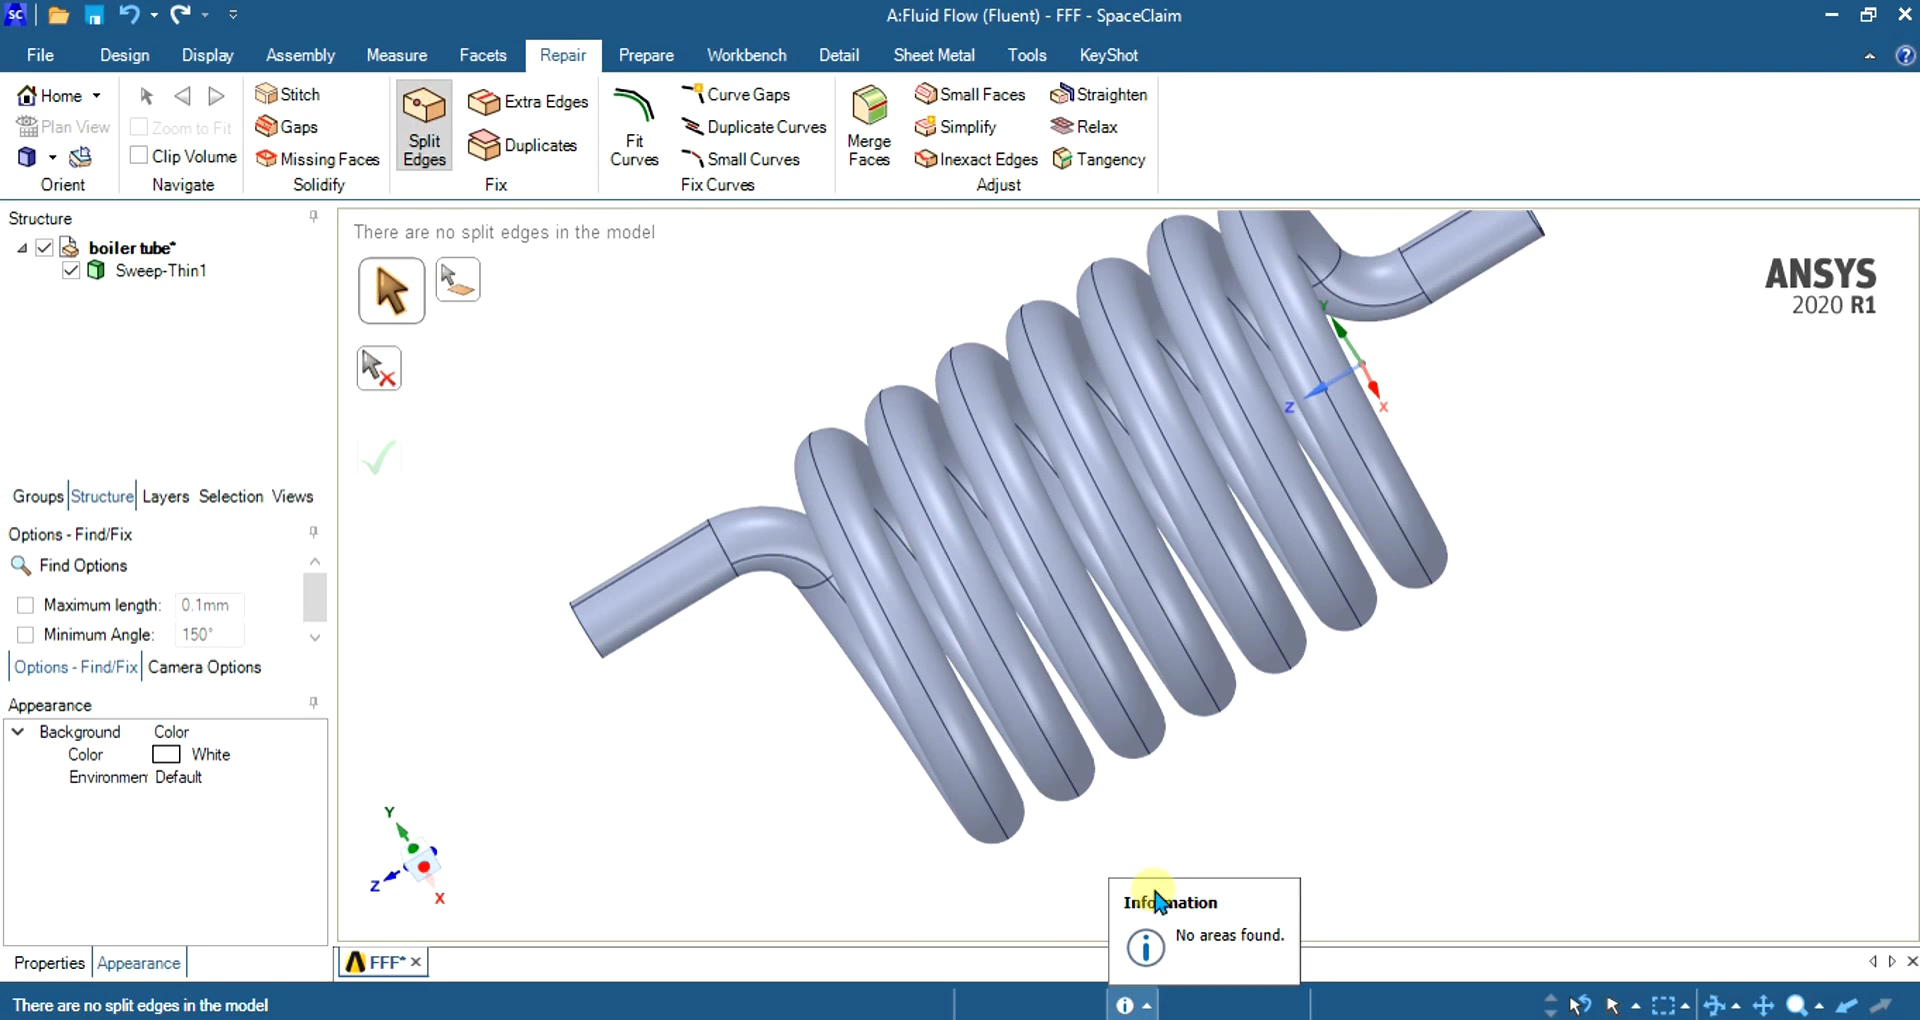 SC
A:Fluid Flow (Fluent) - FFF - SpaceClaim
File Design Display Assembly Measure Facets Repair Prepare Workbench Detail Sheet Metal Tools KeyShot
Home
Plan View
Orient
Zoom to Fit
Clip Volume
Navigate
Stitch
Gaps
Missing Faces
Solidify
Split
Edges
Extra Edges
Duplicates
Fix
Fit
Curves
Curve Gaps
Duplicate Curves
Small Curves
Fix Curves
Merge
Faces
Small Faces
Simplify
Inexact Edges
Straighten
Relax
Tangency
Adjust
Structure
boiler tube*
Sweep-Thin1
Groups Structure Layers Selection Views
Options - Find/Fix
Find Options
Maximum length: 0.1mm
Minimum Angle: 150°
Options - Find/Fix Camera Options
Appearance
Background Color
Color White
Environmen Default
Properties Appearance
There are no split edges in the model
ANSYS
2020 R1
Y
Z
X
Y
Z
X
Information
No areas found.
FFF*
There are no split edges in the model